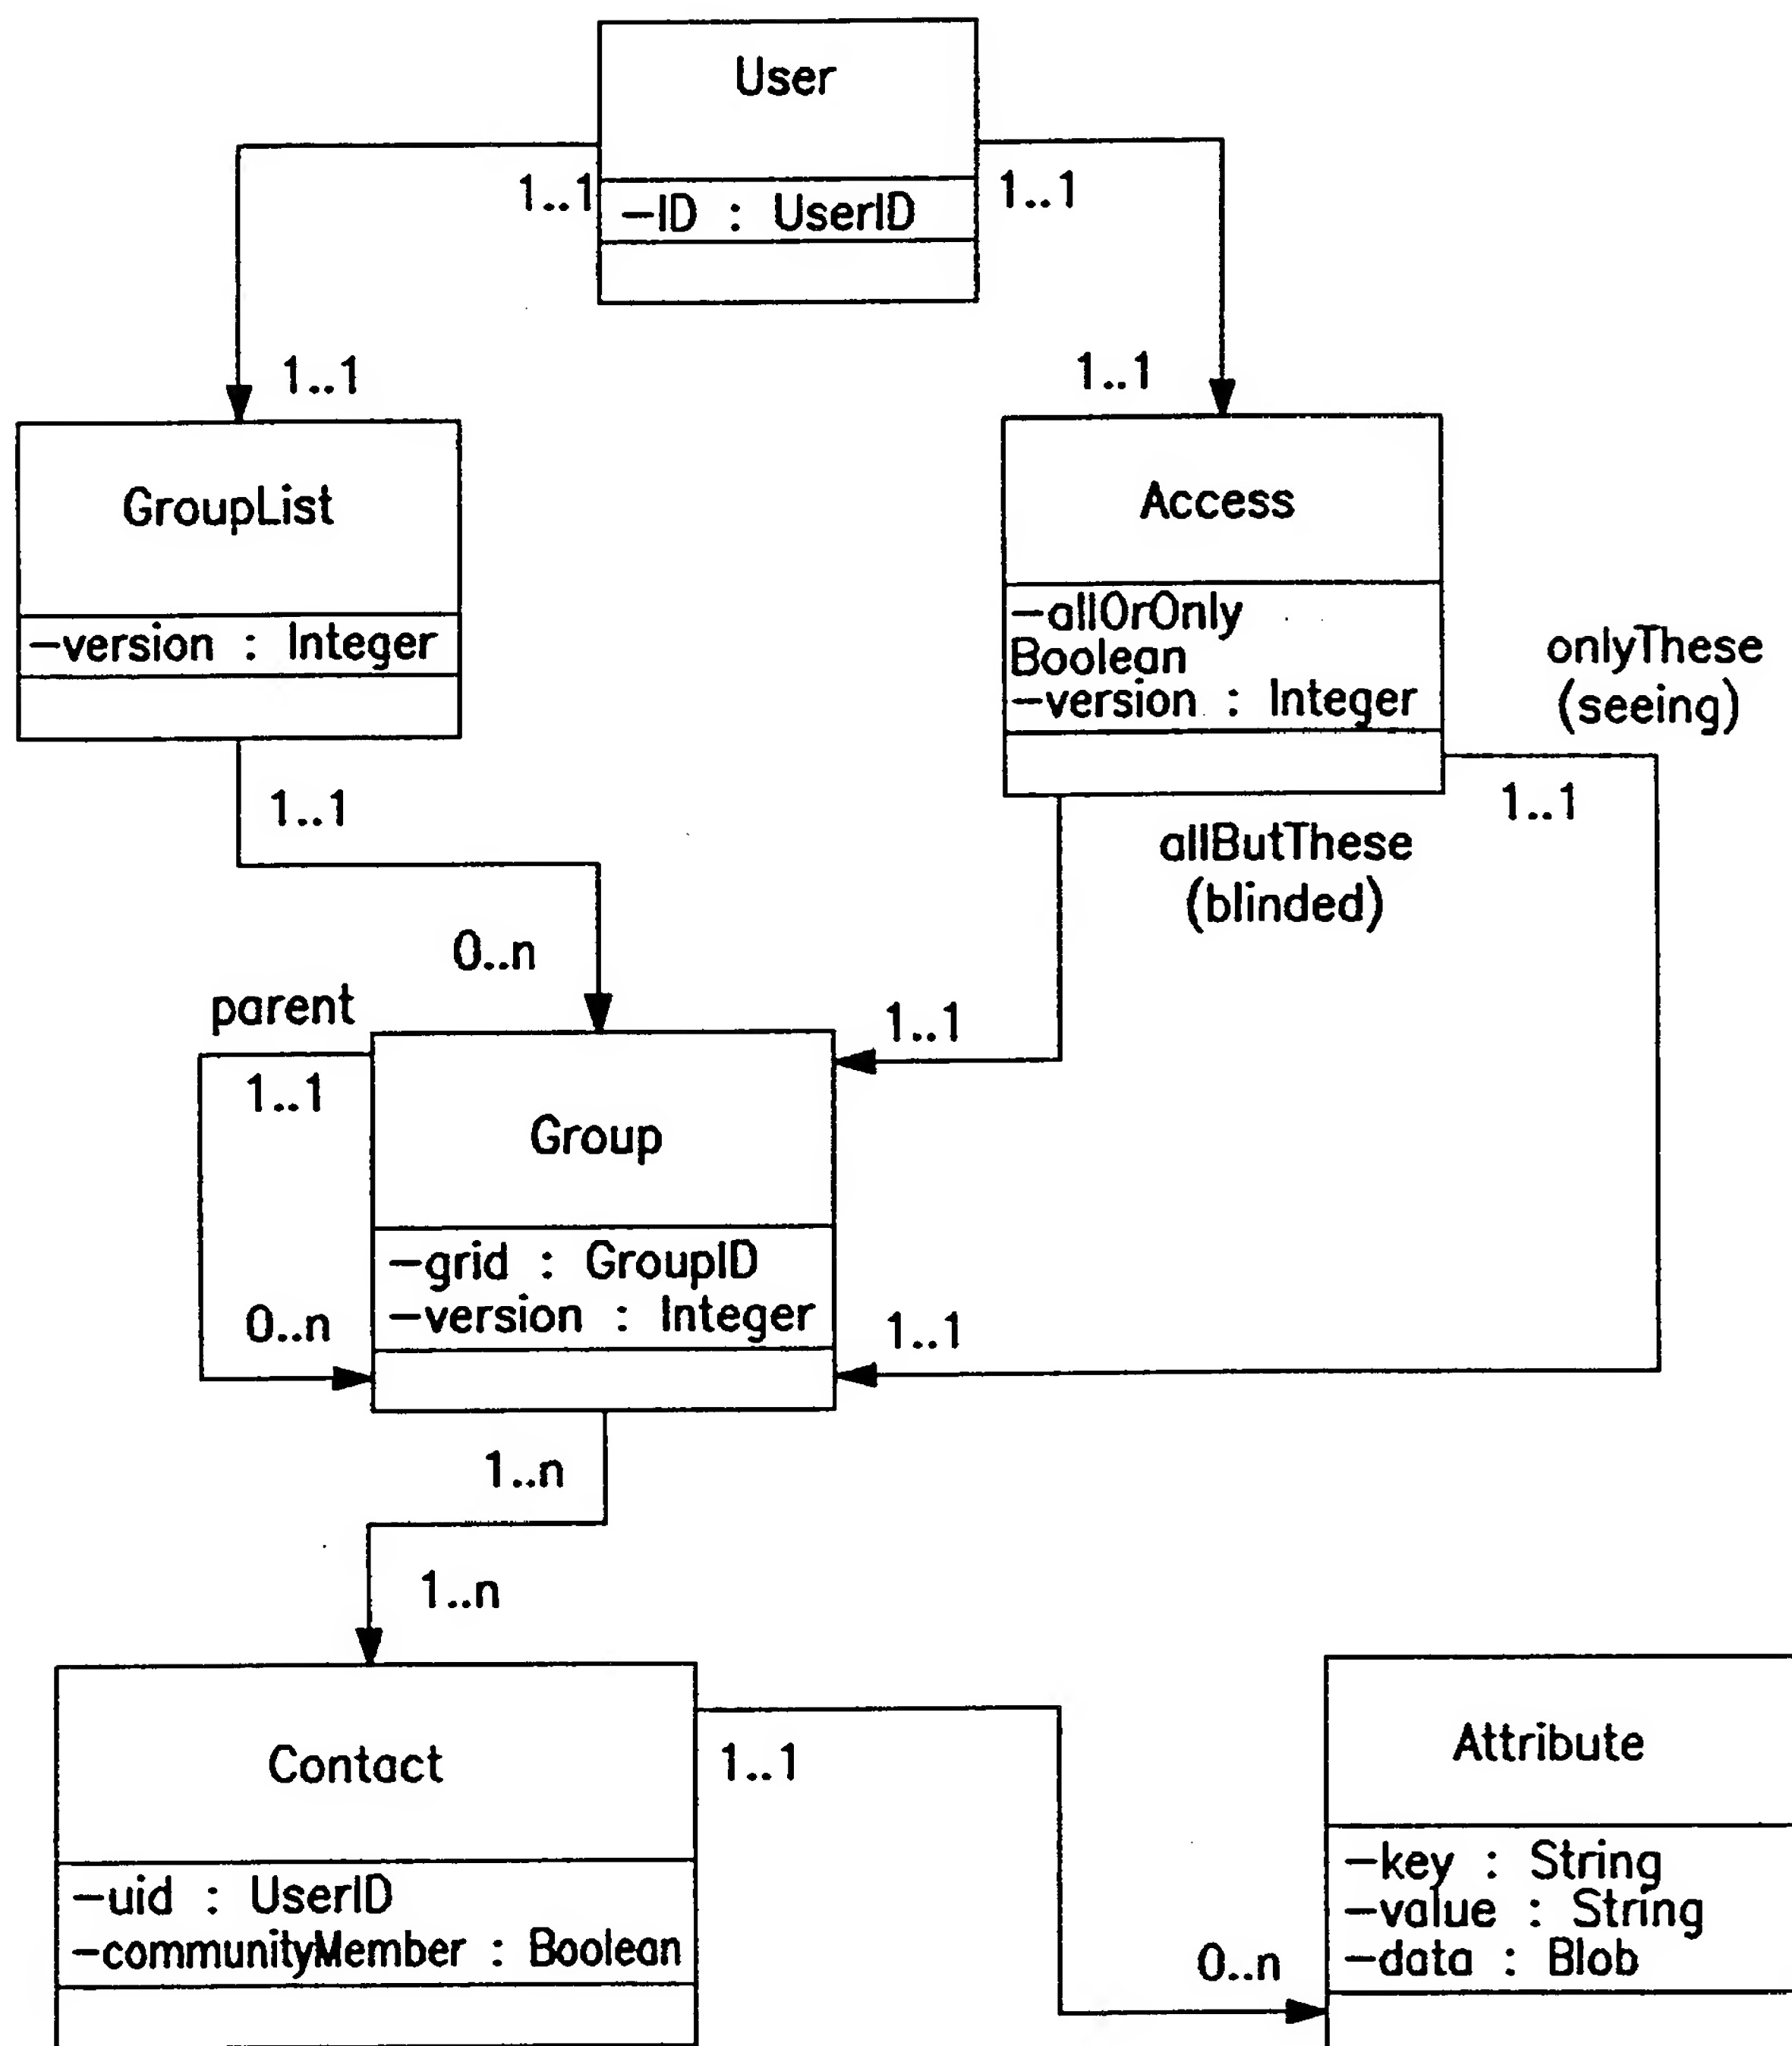 User
1..1
-ID : UserID
1..1
1..1
1..1
GroupList
-version : Integer
Access
-allOrOnly
Boolean
-version : Integer
onlyThese
(seeing)
1..1
1..1
allButThese
(blinded)
0..n
parent
1..1
1..1
Group
-grid : GroupID
-version : Integer
0..n
1..1
1..n
1..n
Contact
-uid : UserID
-communityMember : Boolean
1..1
Attribute
-key : String
-value : String
-data : Blob
0..n